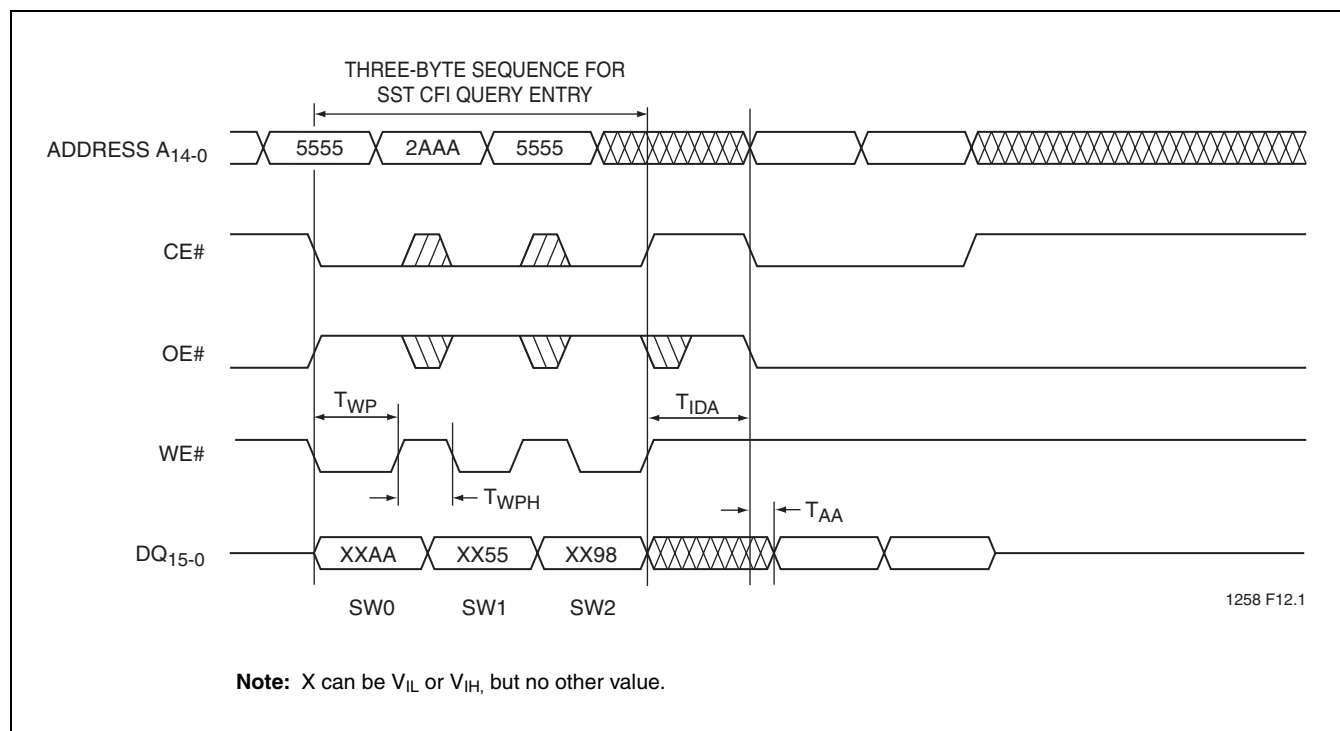 THREE-BYTE SEQUENCE FOR
SST CFI QUERY ENTRY
ADDRESS A14-0
5555 2AAA 5555
CE#
OE#
TWP TIDA
WE#
TWPH
TAA
DQ15-0
XXAA XX55 XX98
SW0 SW1 SW2
1258 F12.1
Note: X can be VIL or VIH, but no other value.